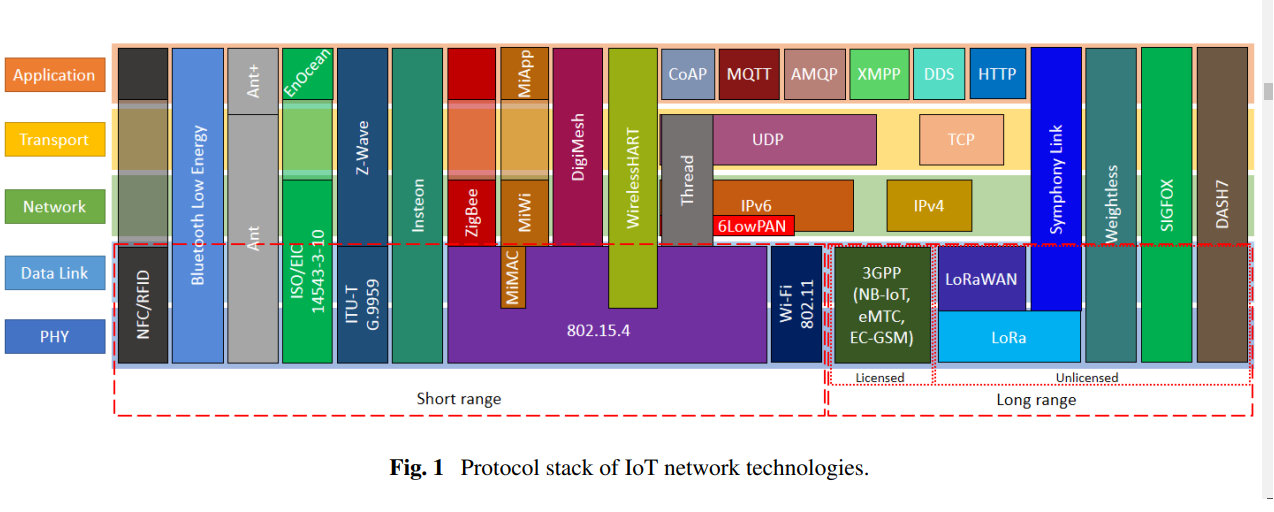 Application
Transport
Network
Data Link
PHY
NFC/RFID
Bluetooth Low Energy
Ant+
Ant
EnOcean
ISO/EIC
14543-3-10
Z-Wave
ITU-T
G.9959
Insteon
ZigBee
MiApp
MiWi
MiMAC
DigiMesh
WirelessHART
802.15.4
CoAP
MQTT
AMQP
XMPP
DDS
HTTP
Thread
UDP
TCP
IPv6
IPv4
6LowPAN
Wi-Fi
802.11
3GPP
(NB-IoT,
eMTC,
EC-GSM)
LoRaWAN
LoRa
Symphony Link
Weightless
SIGFOX
DASH7
Licensed
Unlicensed
Short range
Long range
Fig. 1 Protocol stack of IoT network technologies.